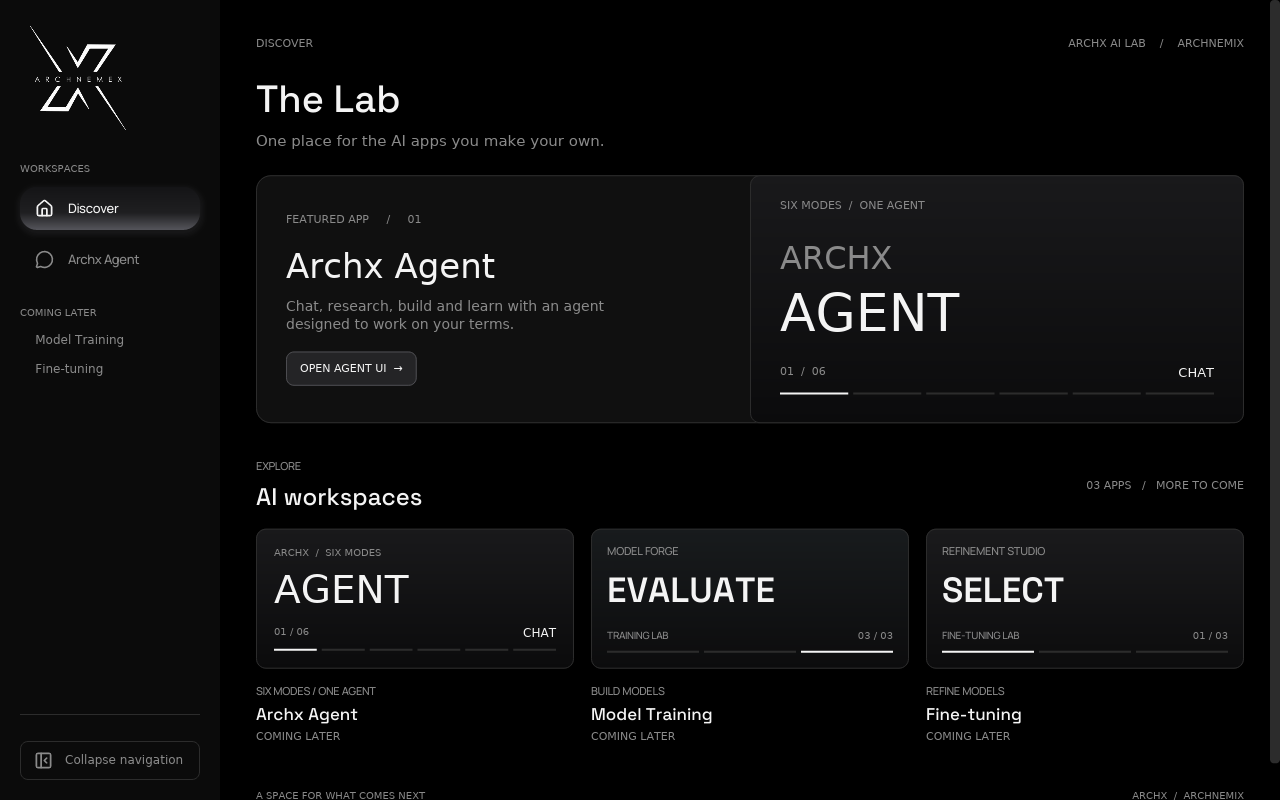 ARCHNEMEX
WORKSPACES
Discover
Archx Agent
COMING LATER
Model Training
Fine-tuning
Collapse navigation
DISCOVER
ARCHX AI LAB / ARCHNEMIX
The Lab
One place for the AI apps you make your own.
FEATURED APP / 01
Archx Agent
Chat, research, build and learn with an agent
designed to work on your terms.
OPEN AGENT UI →
SIX MODES / ONE AGENT
ARCHX
AGENT
01 / 06
CHAT
EXPLORE
AI workspaces
03 APPS / MORE TO COME
ARCHX / SIX MODES
AGENT
01 / 06
CHAT
SIX MODES / ONE AGENT
Archx Agent
COMING LATER
MODEL FORGE
EVALUATE
TRAINING LAB
03 / 03
BUILD MODELS
Model Training
COMING LATER
REFINEMENT STUDIO
SELECT
FINE-TUNING LAB
01 / 03
REFINE MODELS
Fine-tuning
COMING LATER
A SPACE FOR WHAT COMES NEXT
ARCHX / ARCHNEMIX